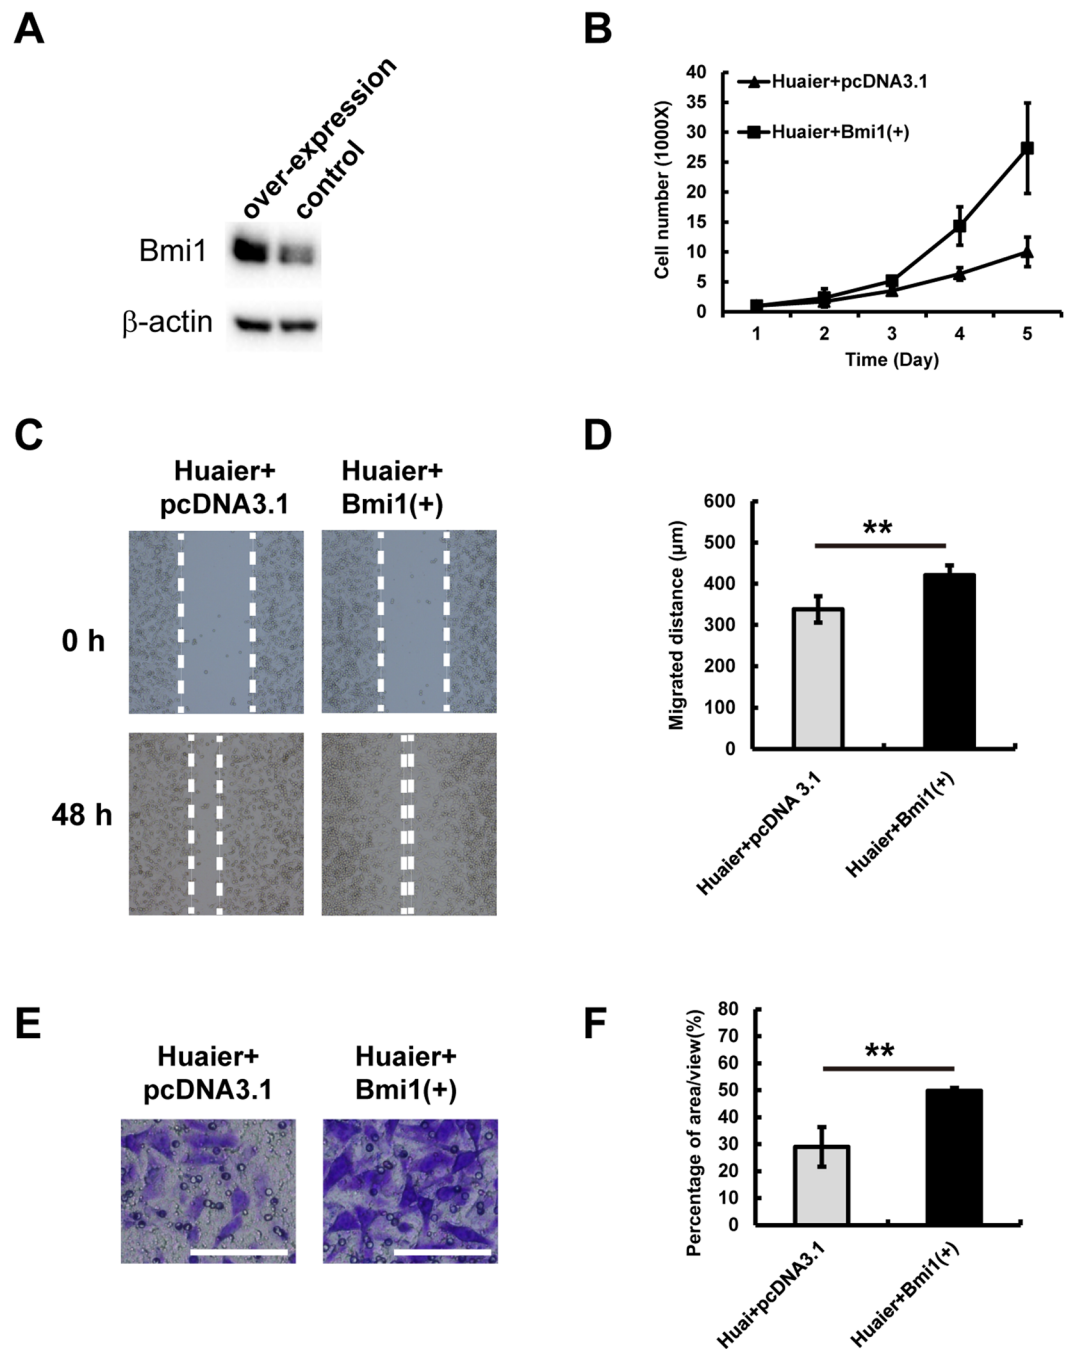 A
over-expression
control
Bmi1
β-actin
B
40
35
30
25
20
15
10
5
0
Cell number (1000X)
Huaier+pcDNA3.1
Huaier+Bmi1(+)
1 2 3 4 5
Time (Day)
C
Huaier+
pcDNA3.1
Huaier+
Bmi1(+)
0 h
48 h
D
600
500
400
300
200
100
0
Migrated distance (μm)
**
Huaier+pcDNA 3.1
Huaier+Bmi1(+)
E
Huaier+
pcDNA3.1
Huaier+
Bmi1(+)
F
80
70
60
50
40
30
20
10
0
Percentage of area/view(%)
**
Huai+pcDNA3.1
Huaier+Bmi1(+)